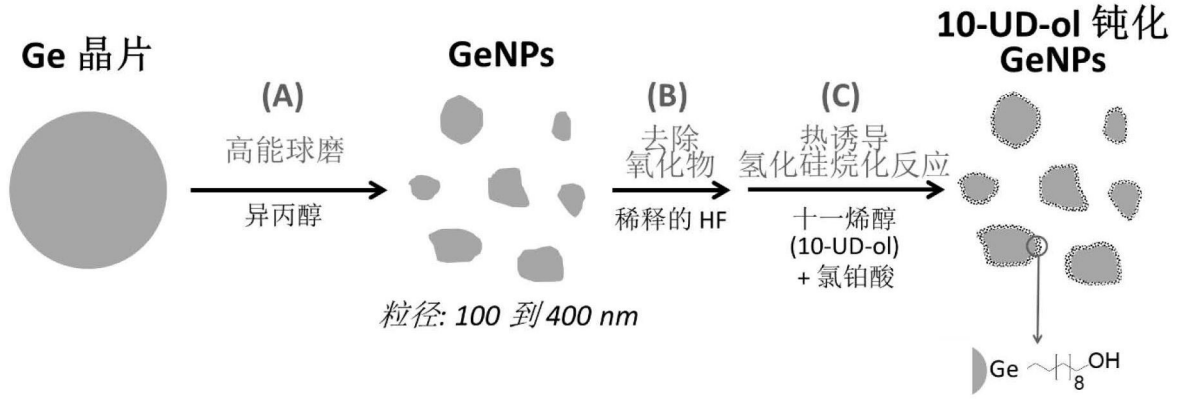 Ge 晶片
(A)
高能球磨
异丙醇
GeNPs
粒径: 100 到 400 nm
(B)
去除
氧化物
稀释的 HF
(C)
热诱导
氢化硅烷化反应
十一烯醇
(10-UD-ol)
+ 氯铂酸
10-UD-ol 钝化
GeNPs
Ge
OH
8